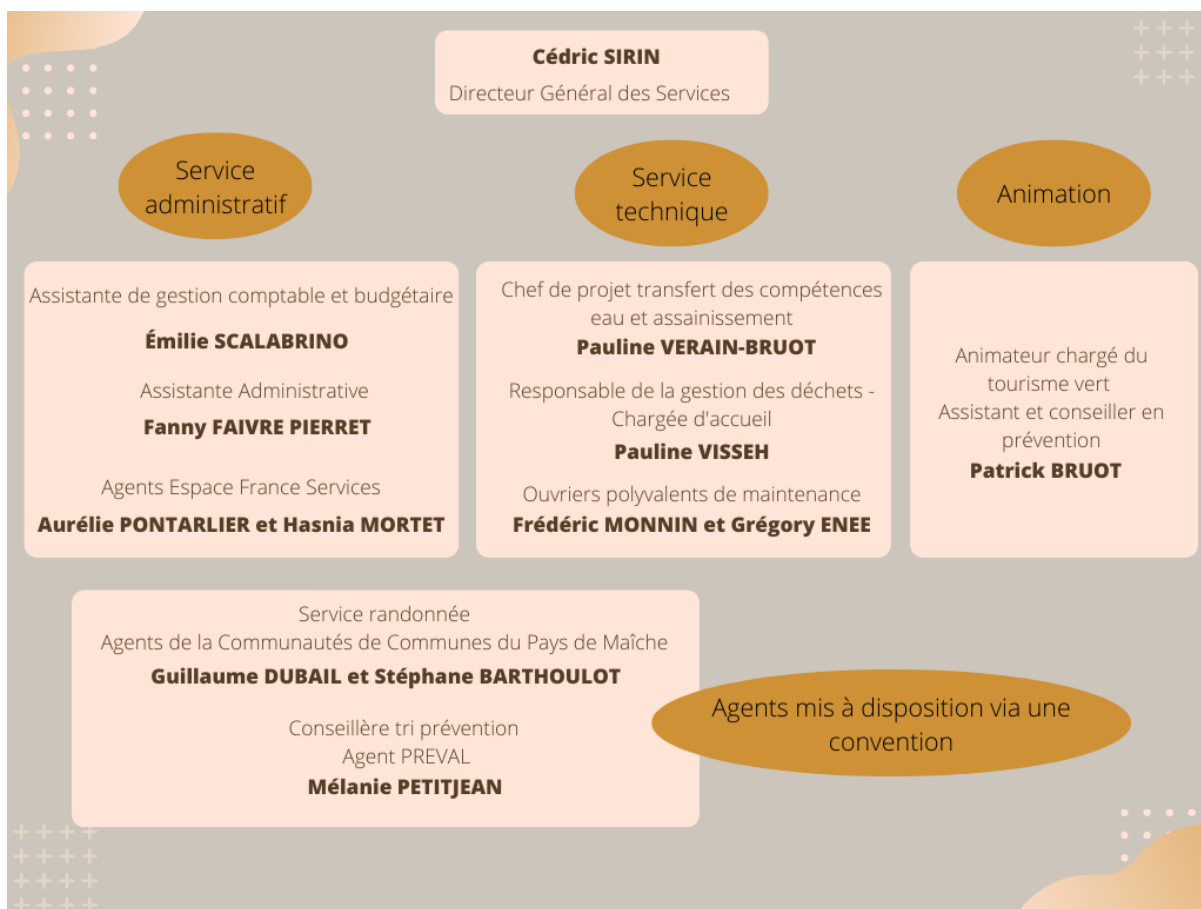 Cédric SIRIN
Directeur Général des Services
Service
administratif
Assistante de gestion comptable et budgétaire
Émilie SCALABRINO
Assistante Administrative
Fanny FAIVRE PIERRET
Agents Espace France Services
Aurélie PONTARLIER et Hasnia MORTET
Service
technique
Chef de projet transfert des compétences
eau et assainissement
Pauline VERAIN-BRUOT
Responsable de la gestion des déchets -
Chargée d'accueil
Pauline VISSEH
Ouvriers polyvalents de maintenance
Frédéric MONNIN et Grégory ENEE
Animation
Animateur chargé du
tourisme vert
Assistant et conseiller en
prévention
Patrick BRUOT
Service randonnée
Agents de la Communautés de Communes du Pays de Maîche
Guillaume DUBAIL et Stéphane BARTHOULOT
Conseillère tri prévention
Agent PREVAL
Mélanie PETITJEAN
Agents mis à disposition via une
convention